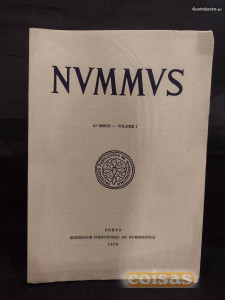 NVMMVS
2.ª SÉRIE — VOLUME I
PORTO
SOCIEDADE PORTUGUESA DE NUMISMÁTICA
coisas